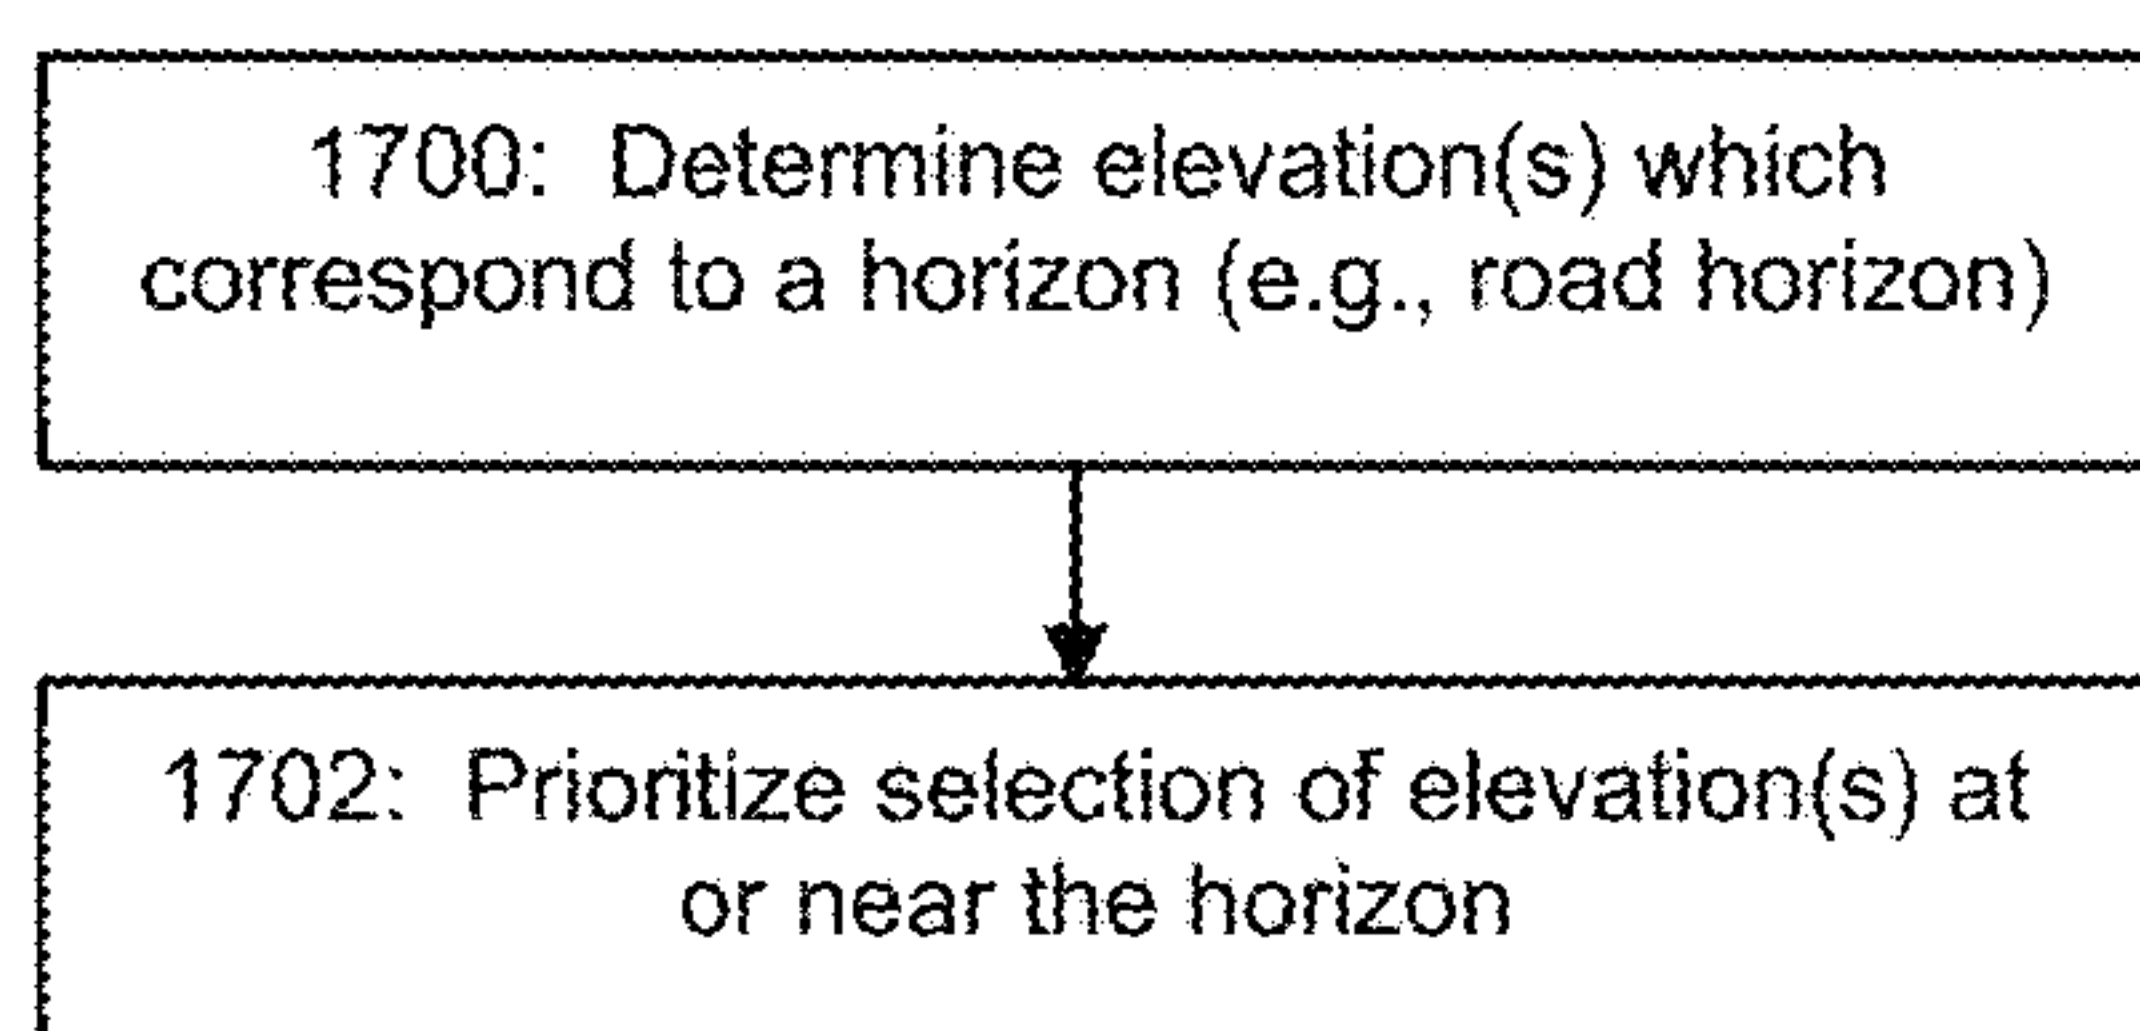 1700: Determine elevation(s) which
correspond to a horizon (e.g., road horizon)
1702: Prioritize selection of elevation(s) at
or near the horizon